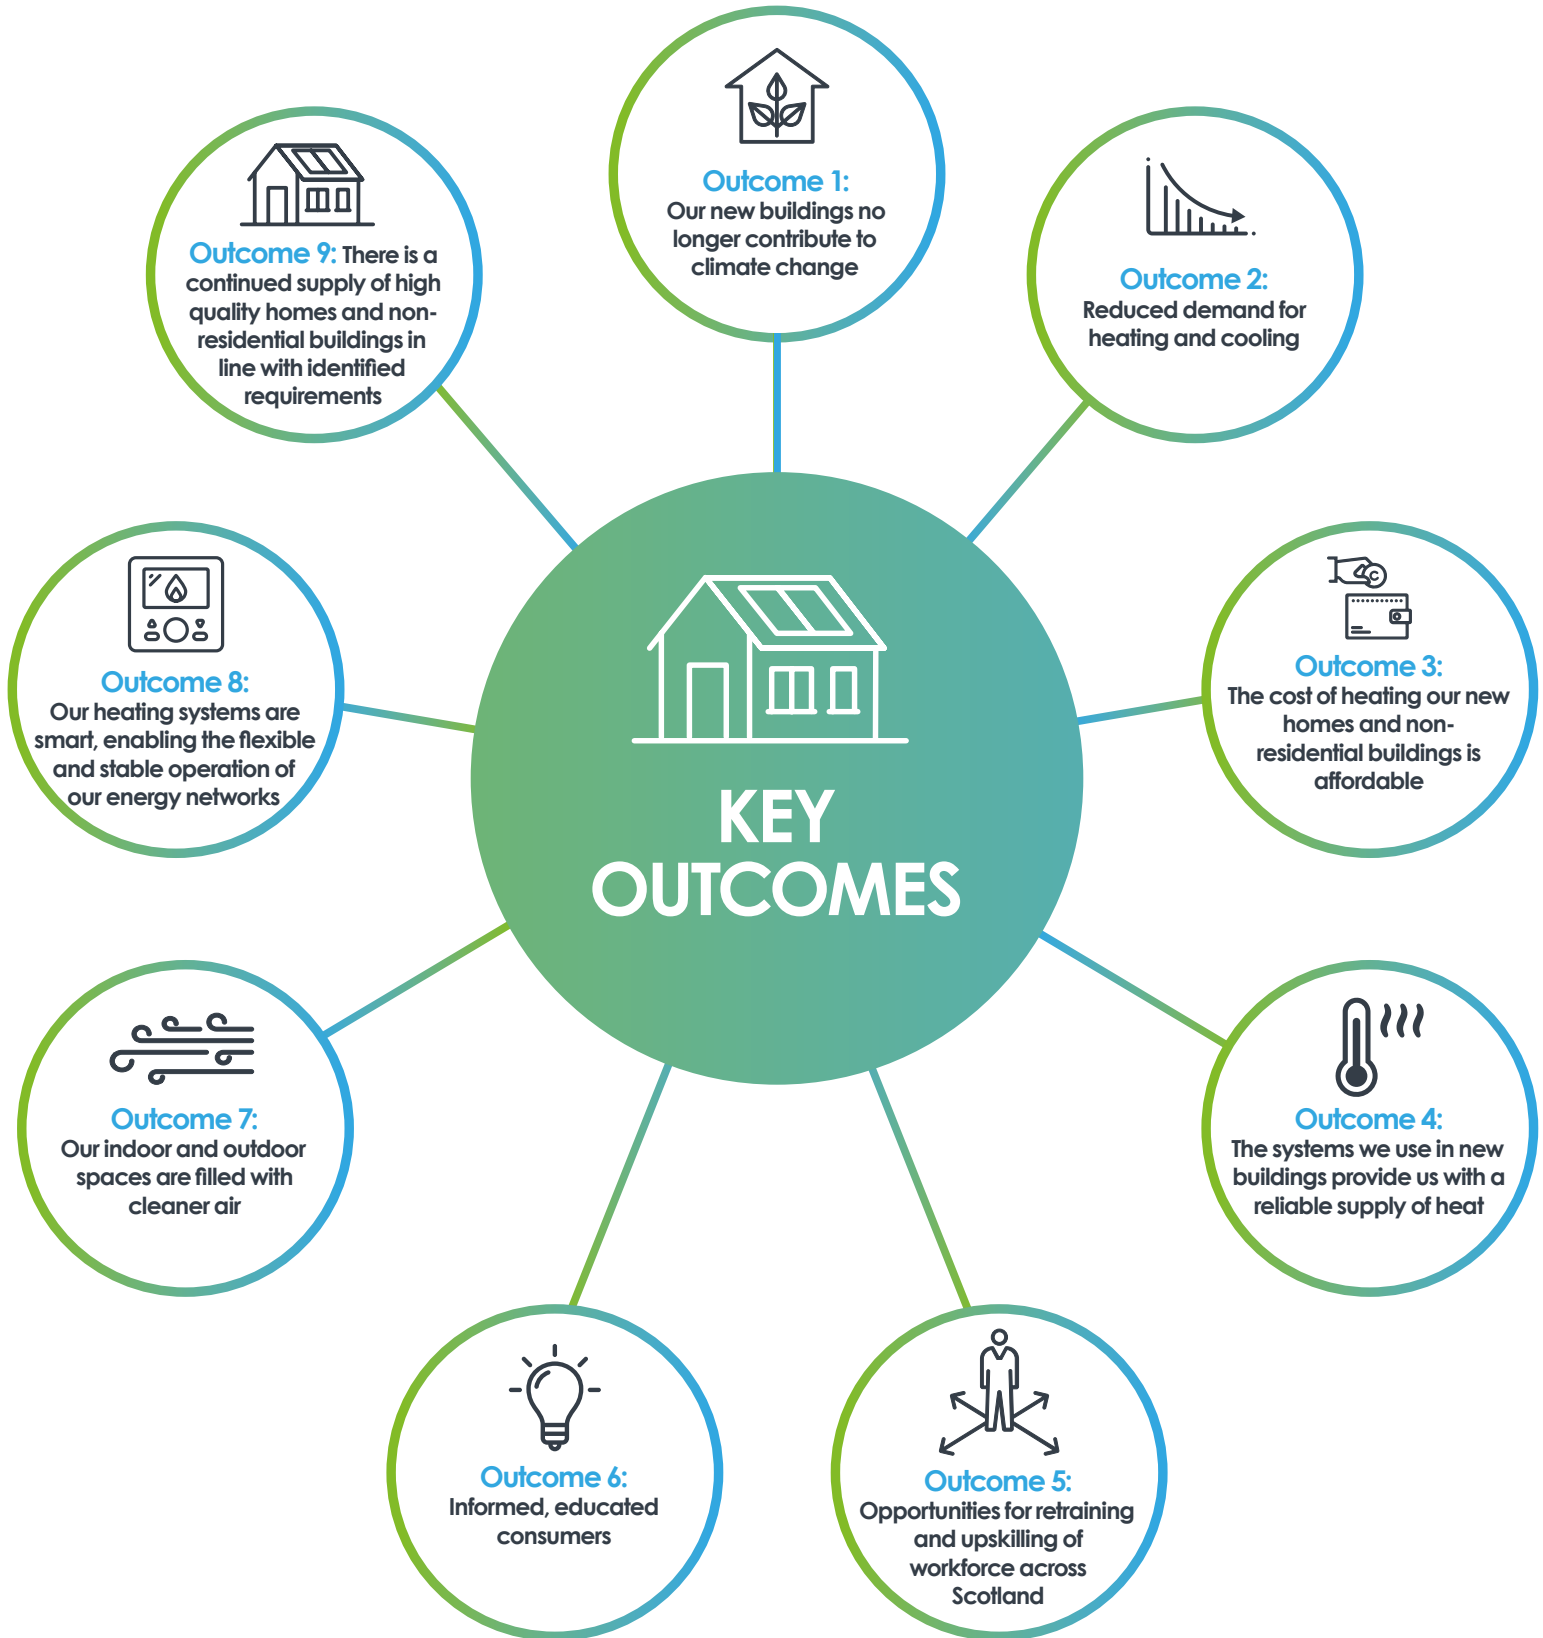 Outcome 1:
Our new buildings no
longer contribute to
climate change
Outcome 2:
Reduced demand for
heating and cooling
Outcome 3:
The cost of heating our new
homes and non-
residential buildings is
affordable
Outcome 4:
The systems we use in new
buildings provide us with a
reliable supply of heat
Outcome 5:
Opportunities for retraining
and upskilling of
workforce across
Scotland
Outcome 6:
Informed, educated
consumers
Outcome 7:
Our indoor and outdoor
spaces are filled with
cleaner air
Outcome 8:
Our heating systems are
smart, enabling the flexible
and stable operation of
our energy networks
Outcome 9: There is a
continued supply of high
quality homes and non-
residential buildings in
line with identified
requirements
KEY
OUTCOMES